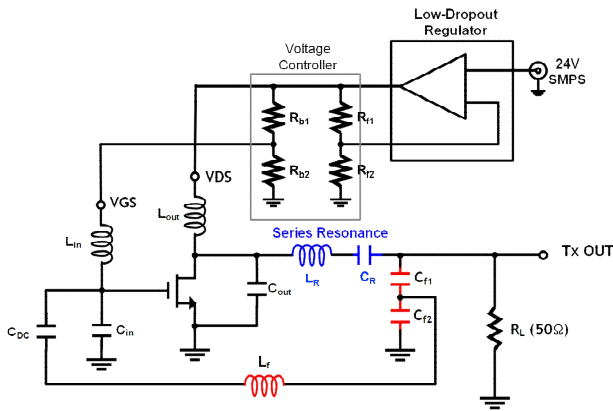 Low-Dropout
Regulator
Voltage
Controller
24V
SMPS
Rb1
Rf1
Rb2
Rf2
VDS
VGS
Lout
Lin
Series Resonance
LR
CR
Tx OUT
Cf1
Cout
Cf2
CDC
Cin
RL (50Ω)
Lf